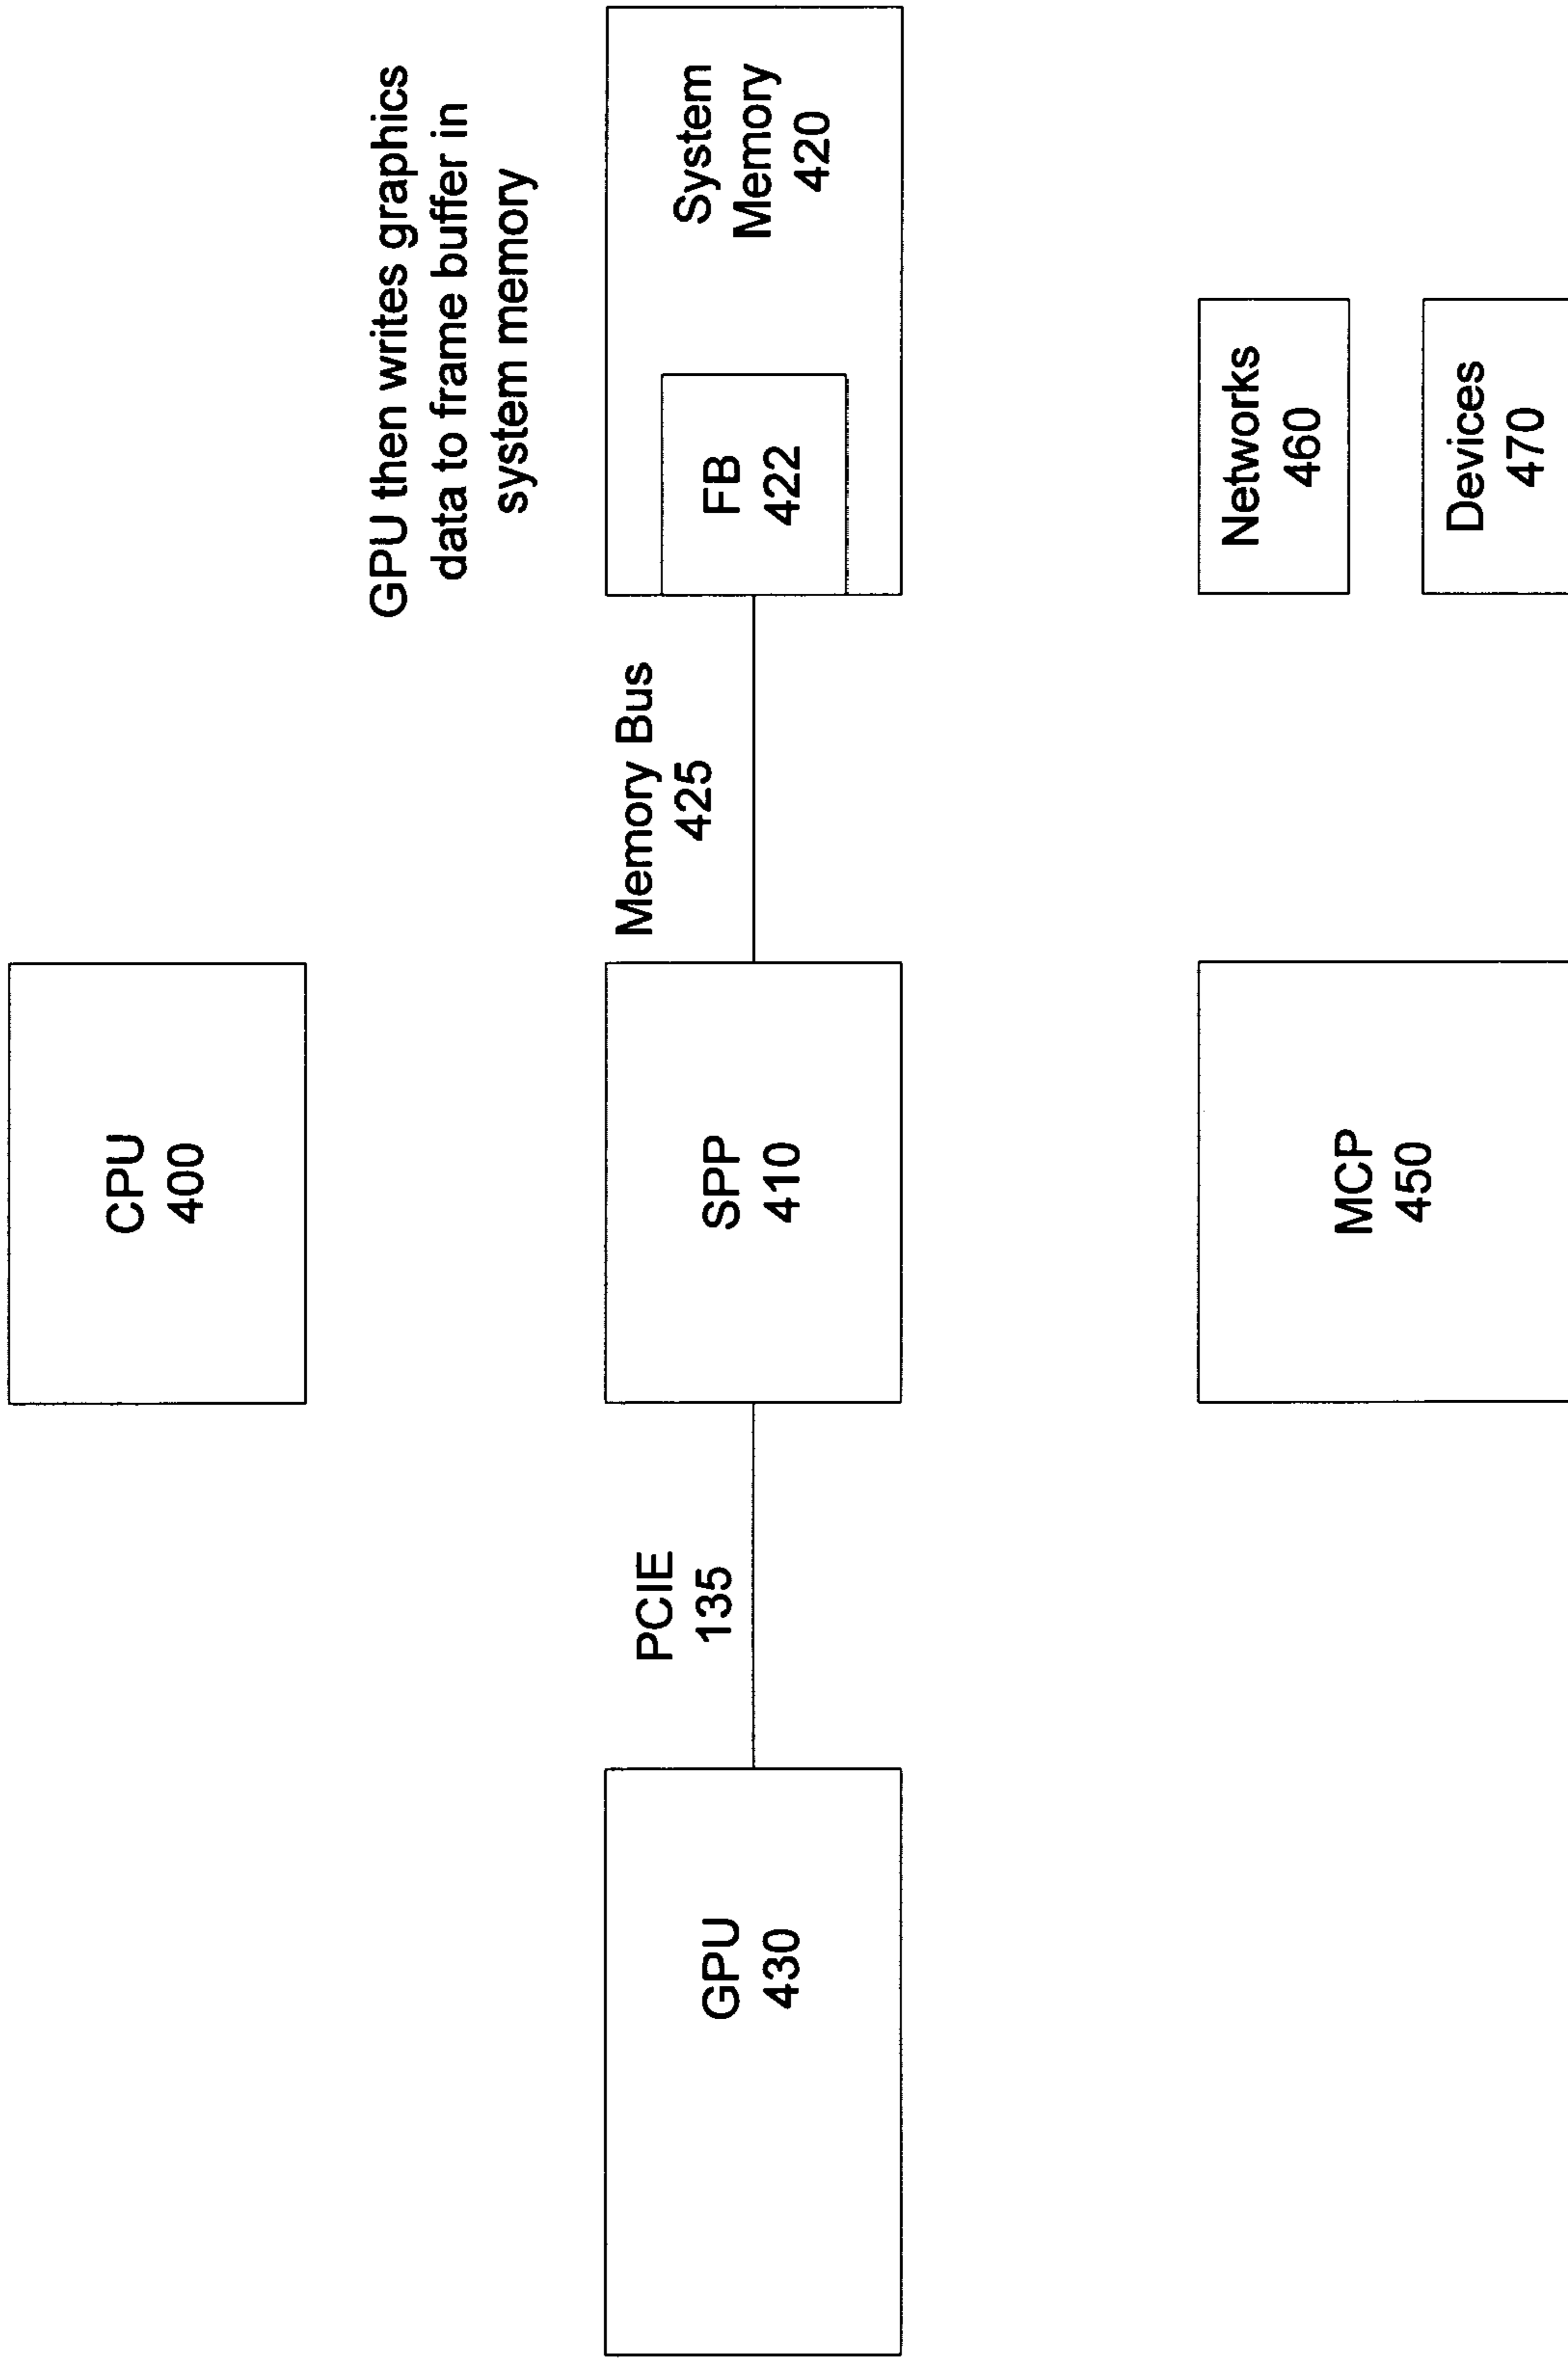 CPU
400
GPU then writes graphics
data to frame buffer in
system memory
GPU
430
PCIE
135
SPP
410
Memory Bus
425
FB
422
System
Memory
420
MCP
450
Networks
460
Devices
470